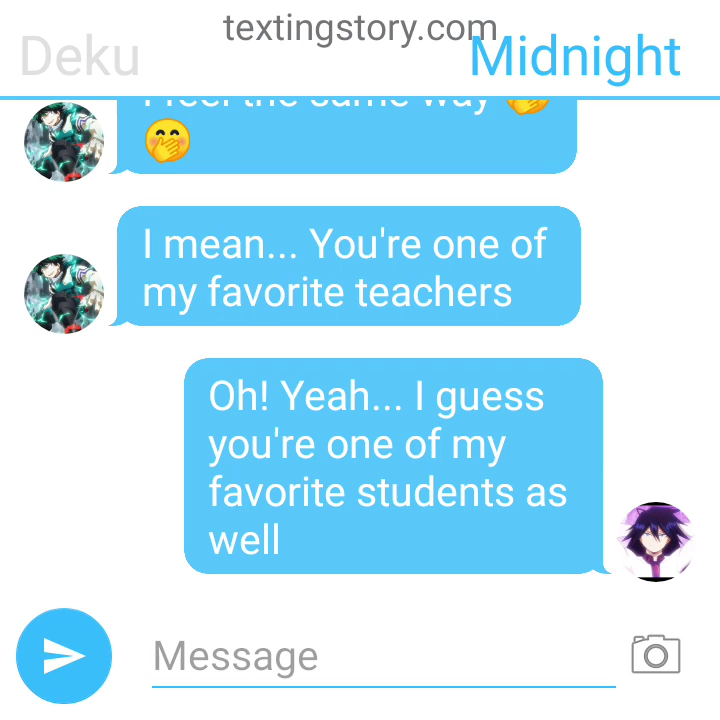 textingstory.com
Deku
Midnight
I feel the same way 🤭
🤭
I mean... You're one of
my favorite teachers
Oh! Yeah... I guess
you're one of my
favorite students as
well
Message